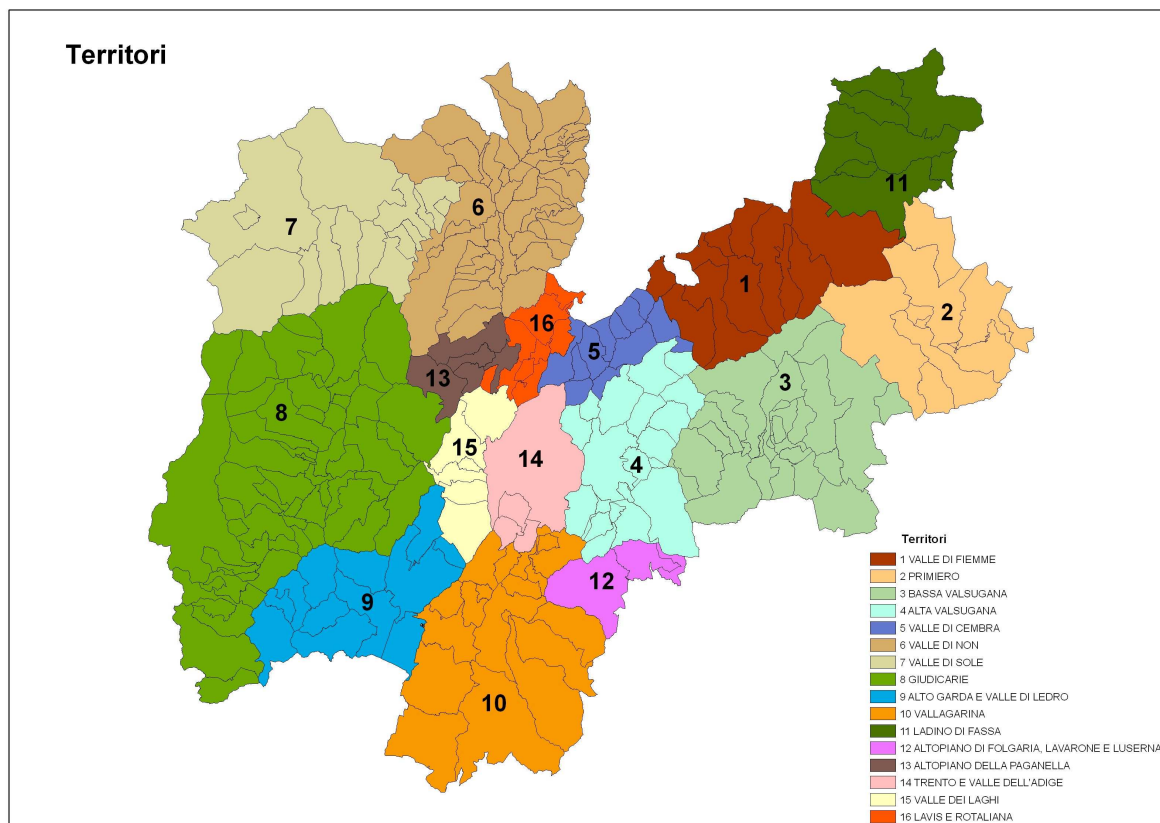 Territori
11
7
6
1
2
16
5
13
3
8
15
14
4
12
9
10
Territori
1 VALLE DI FIEMME
2 PRIMIERO
3 BASSA VALSUGANA
4 ALTA VALSUGANA
5 VALLE DI CEMBRA
6 VALLE DI NON
7 VALLE DI SOLE
8 GIUDICARIE
9 ALTO GARDA E VALLE DI LEDRO
10 VALLAGARINA
11 LADINO DI FASSA
12 ALTOPIANO DI FOLGARIA, LAVARONE E LUSERNA
13 ALTOPIANO DELLA PAGANELLA
14 TRENTO E VALLE DELL'ADIGE
15 VALLE DEI LAGHI
16 LAVIS E ROTALIANA